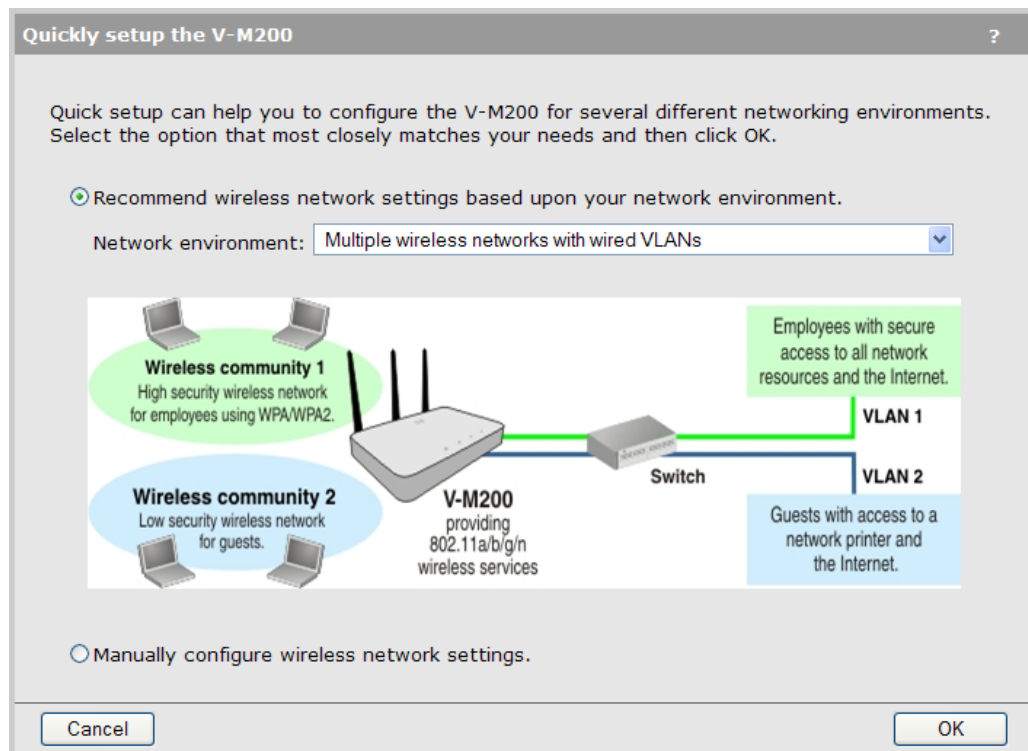 Quickly setup the V-M200
?
Quick setup can help you to configure the V-M200 for several different networking environments.
Select the option that most closely matches your needs and then click OK.
Recommend wireless network settings based upon your network environment.
Network environment: Multiple wireless networks with wired VLANs
Wireless community 1
High security wireless network
for employees using WPA/WPA2.
Employees with secure
access to all network
resources and the Internet.
VLAN 1
Switch
VLAN 2
Wireless community 2
Low security wireless network
for guests.
V-M200
providing
802.11a/b/g/n
wireless services
Guests with access to a
network printer and
the Internet.
Manually configure wireless network settings.
Cancel
OK